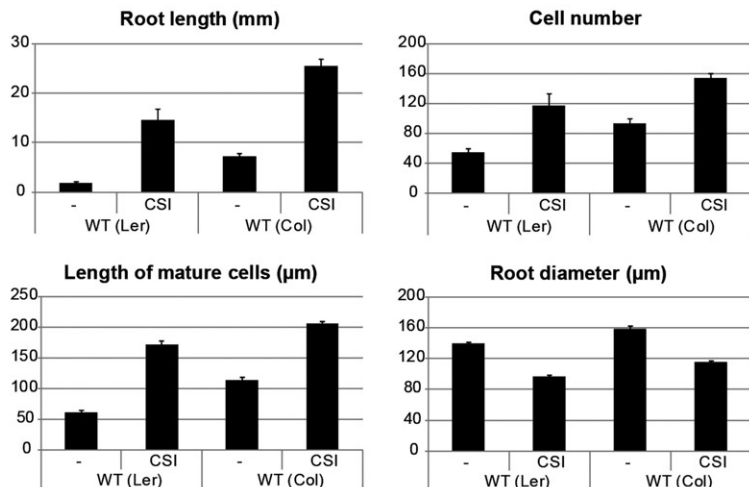 Root length (mm)
30
20
10
0
- CSI - CSI
WT (Ler) WT (Col)
Cell number
200
160
120
80
40
0
- CSI - CSI
WT (Ler) WT (Col)
Length of mature cells (µm)
250
200
150
100
50
0
- CSI - CSI
WT (Ler) WT (Col)
Root diameter (µm)
200
160
120
80
40
0
- CSI - CSI
WT (Ler) WT (Col)